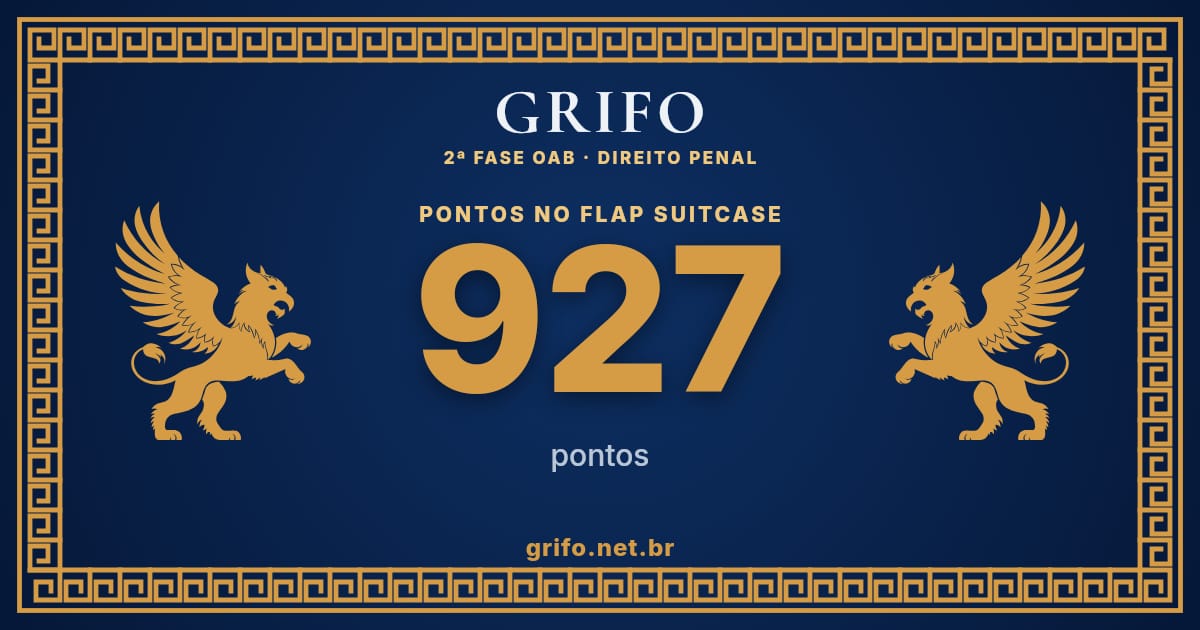 GRIFO
2ª FASE OAB · DIREITO PENAL
PONTOS NO FLAP SUITCASE
927
pontos
grifo.net.br